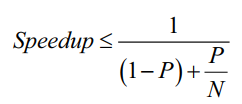 Speedup ≤ 1 / ((1 − P) + P / N)